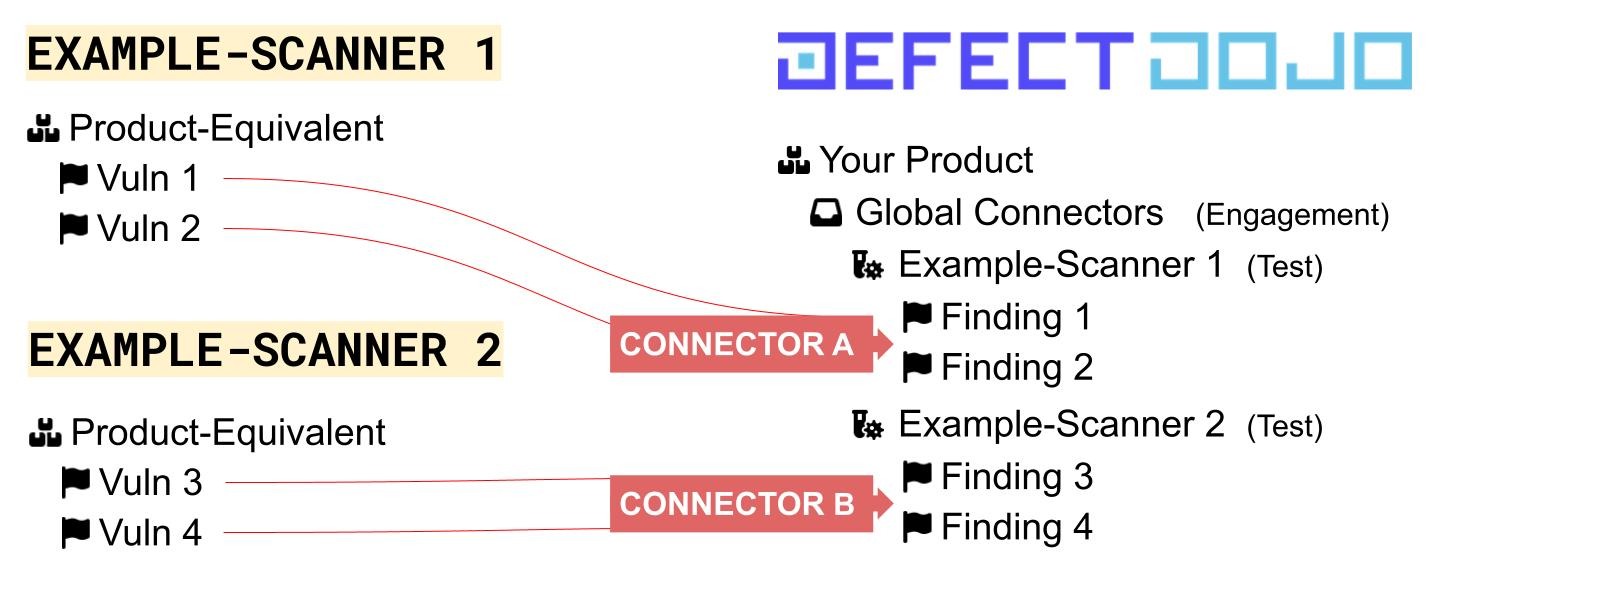 EXAMPLE-SCANNER 1
Product-Equivalent
Vuln 1
Vuln 2
EXAMPLE-SCANNER 2
Product-Equivalent
Vuln 3
Vuln 4
CONNECTOR A
CONNECTOR B
DEFECTDOJO
Your Product
Global Connectors (Engagement)
Example-Scanner 1 (Test)
Finding 1
Finding 2
Example-Scanner 2 (Test)
Finding 3
Finding 4